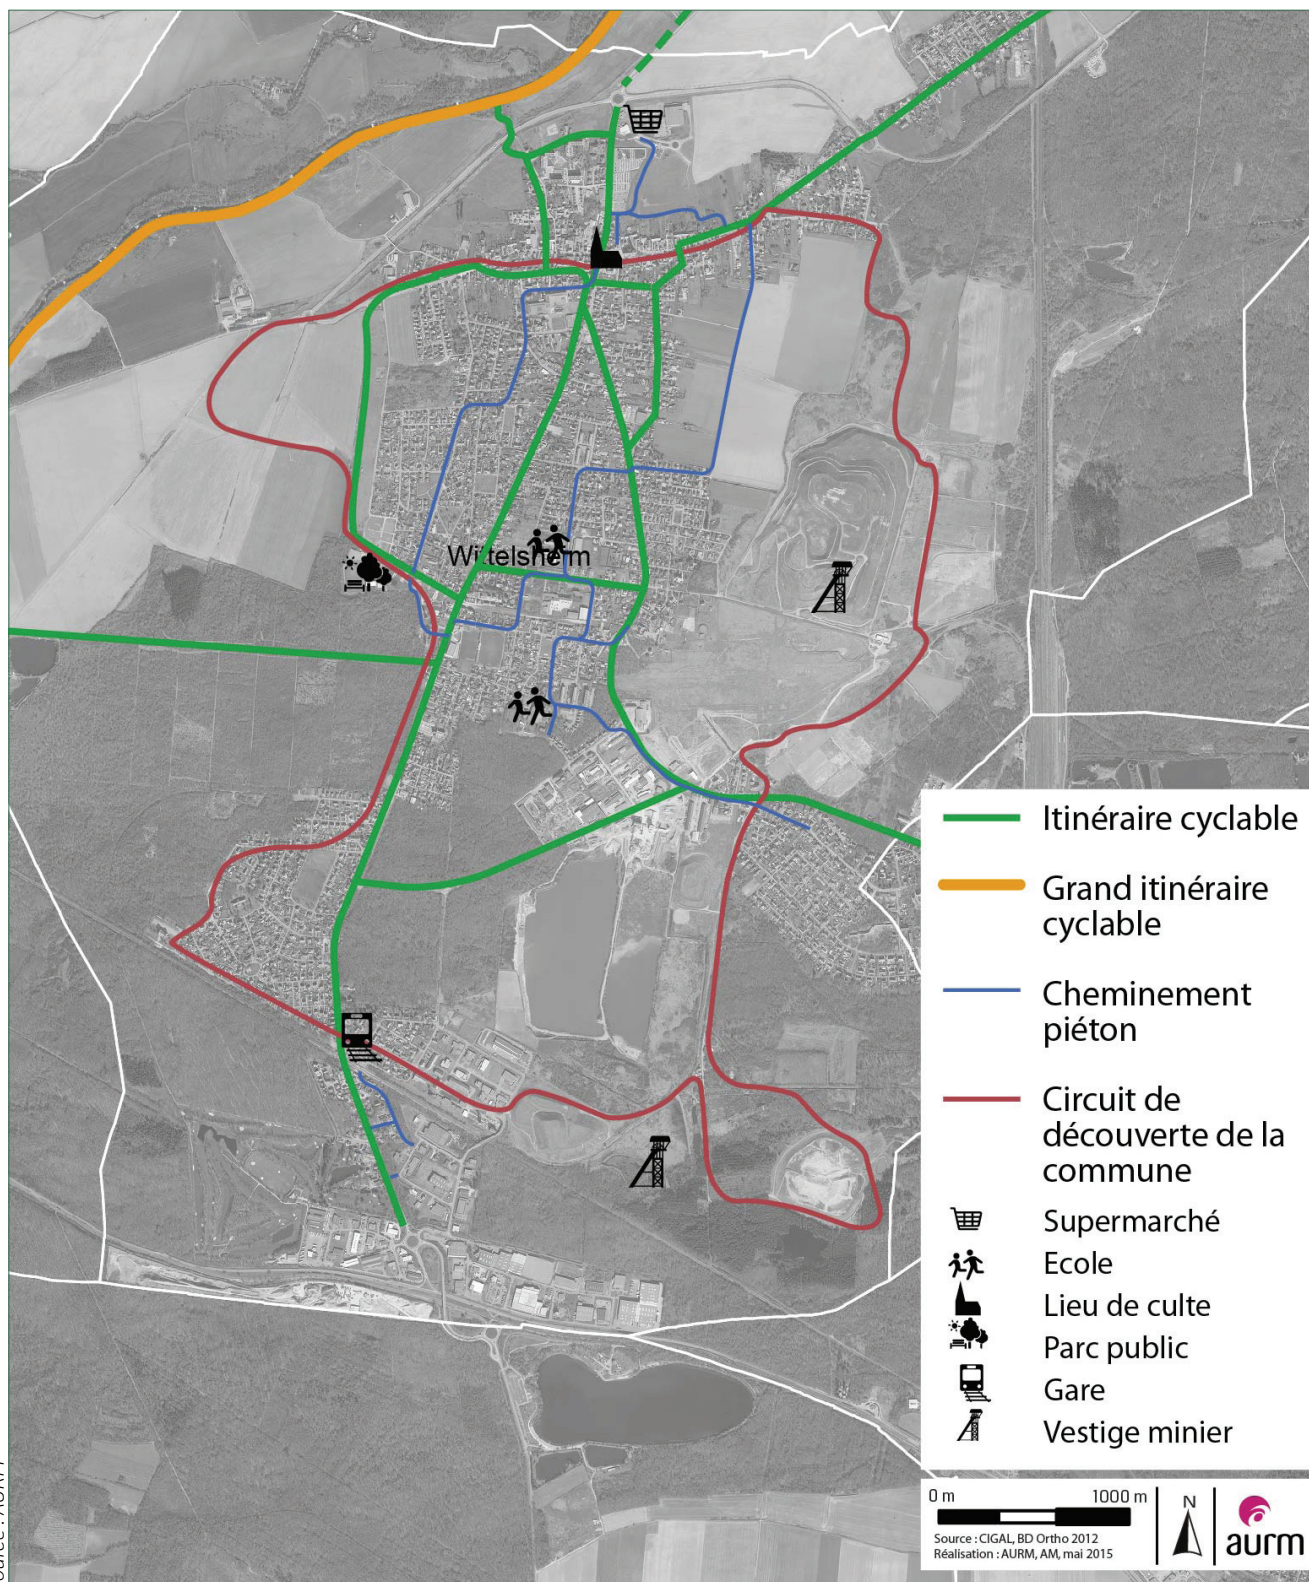 Wittelsheim
Itinéraire cyclable
Grand itinéraire
cyclable
Cheminement
piéton
Circuit de
découverte de la
commune
Supermarché
Ecole
Lieu de culte
Parc public
Gare
Vestige minier
0 m 1000 m
N
Source : CIGAL, BD Ortho 2012
Réalisation : AURM, AM, mai 2015
aurm